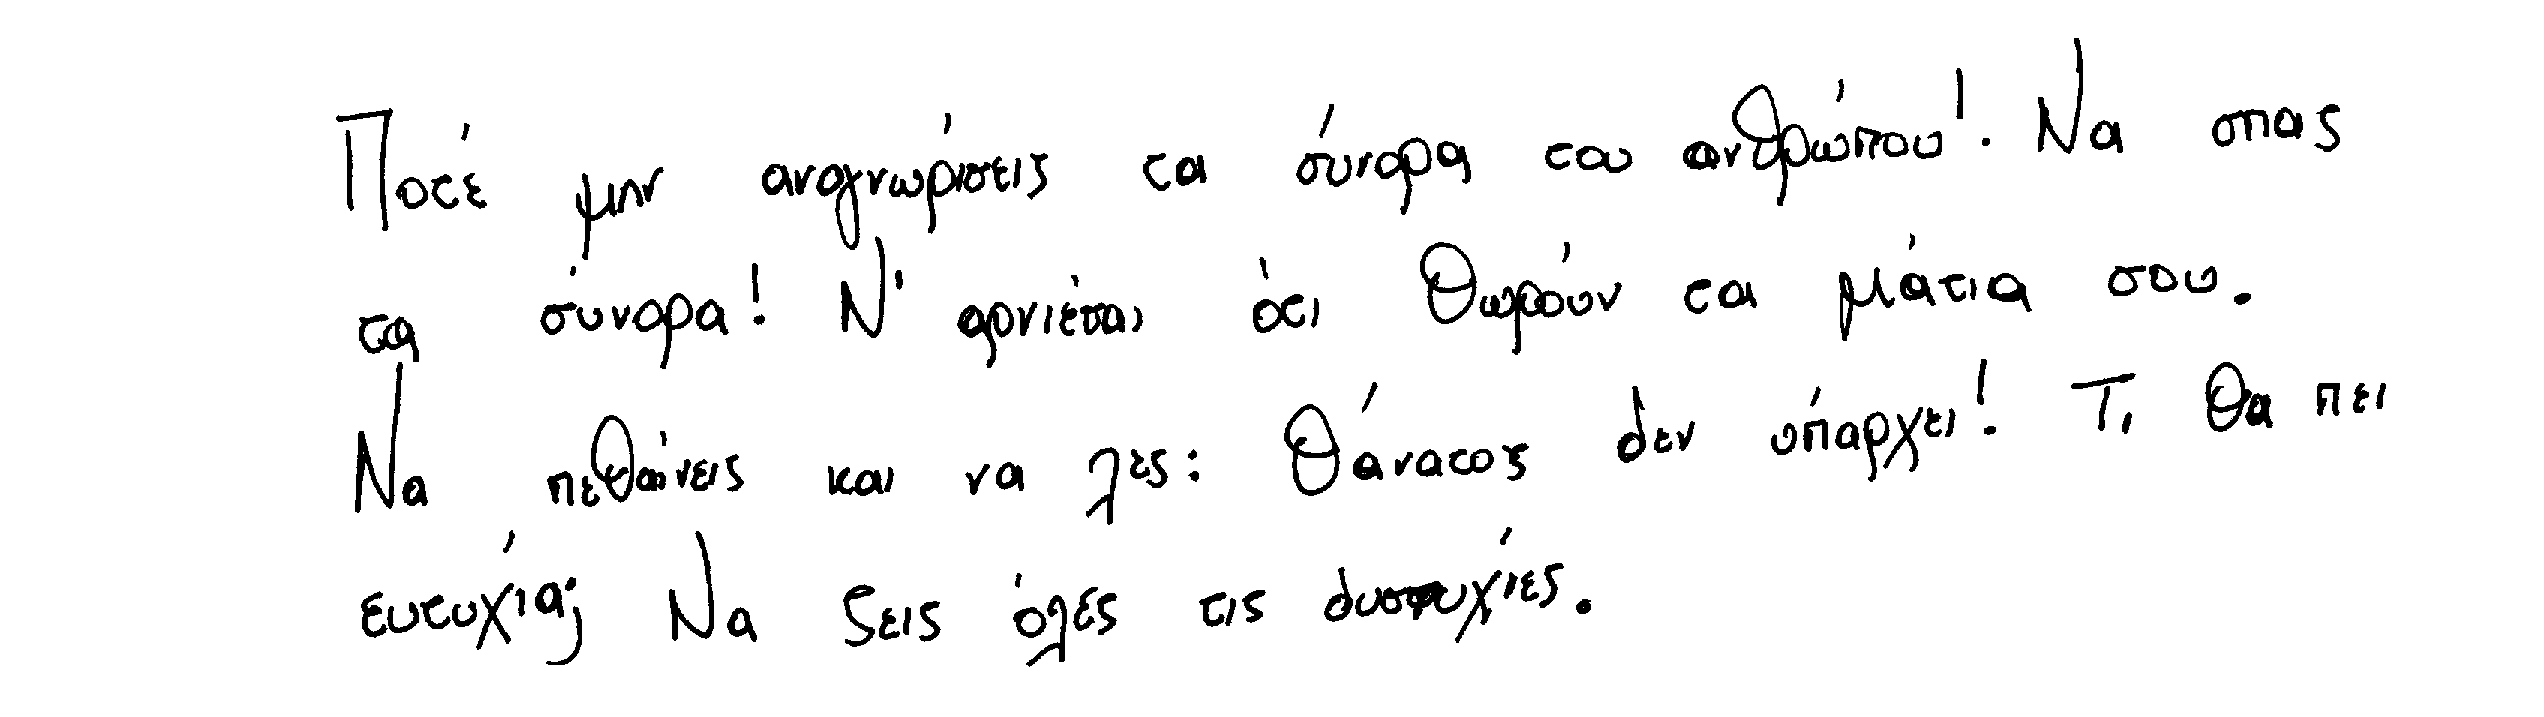 Ποτέ μην αναγνωρίσεις τα σύνορα του ανθρώπου! Να σπας
τα σύνορα! Ν' αρνιέσαι ότι θωρούν τα μάτια σου.
Να πεθαίνεις και να λες: Θάνατος δεν υπάρχει! Τι θα πει
ευτυχία; Να ζεις όλες τις δυστυχίες.